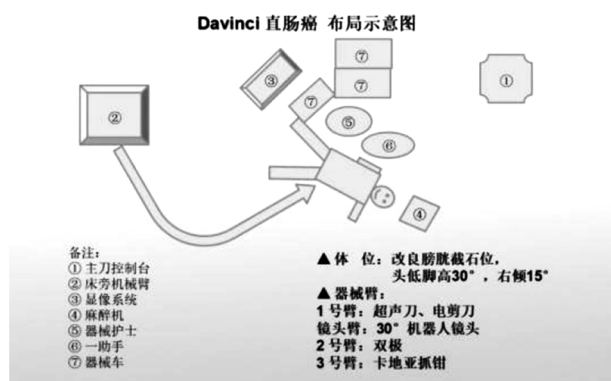 Davinci 直肠癌 布局示意图
⑦
③
⑦
①
⑦
②
⑤
⑥
④
备注:
① 主刀控制台
② 床旁机械臂
③ 显像系统
④ 麻醉机
⑤ 器械护士
⑥ 一助手
⑦ 器械车
▲体 位: 改良膀胱截石位,
头低脚高30°, 右倾15°
▲器械臂:
1号臂: 超声刀、电剪刀
镜头臂: 30°机器人镜头
2号臂: 双极
3号臂: 卡地亚抓钳